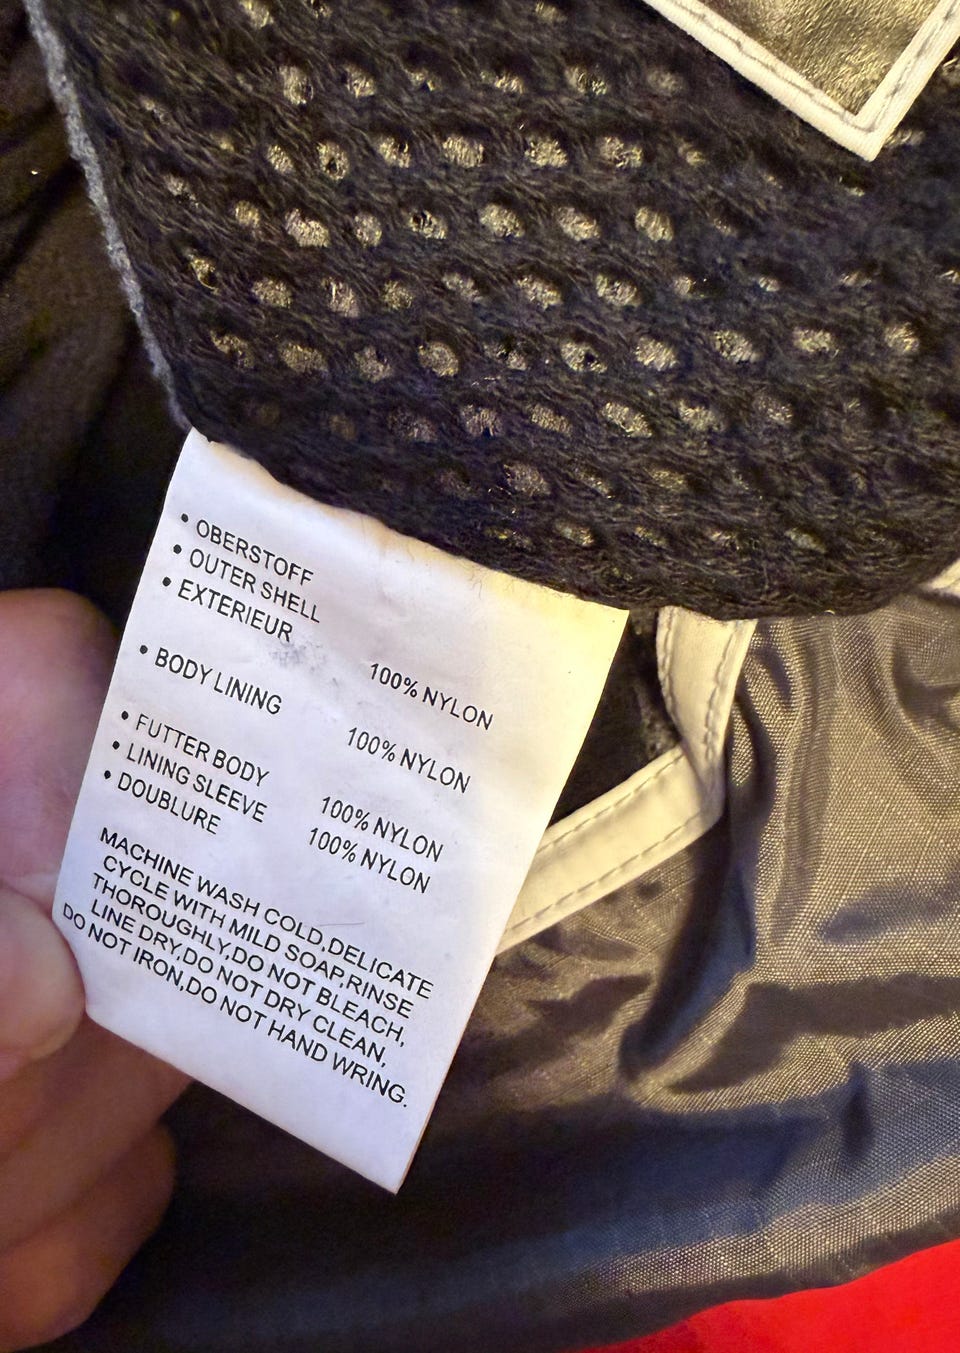 • OBERSTOFF
• OUTER SHELL
• EXTERIEUR
100% NYLON
• BODY LINING
100% NYLON
• FUTTER BODY
• LINING SLEEVE 100% NYLON
• DOUBLURE 100% NYLON
MACHINE WASH COLD,DELICATE
CYCLE WITH MILD SOAP,RINSE
THOROUGHLY,DO NOT BLEACH,
LINE DRY,DO NOT DRY CLEAN,
DO NOT IRON,DO NOT HAND WRING.